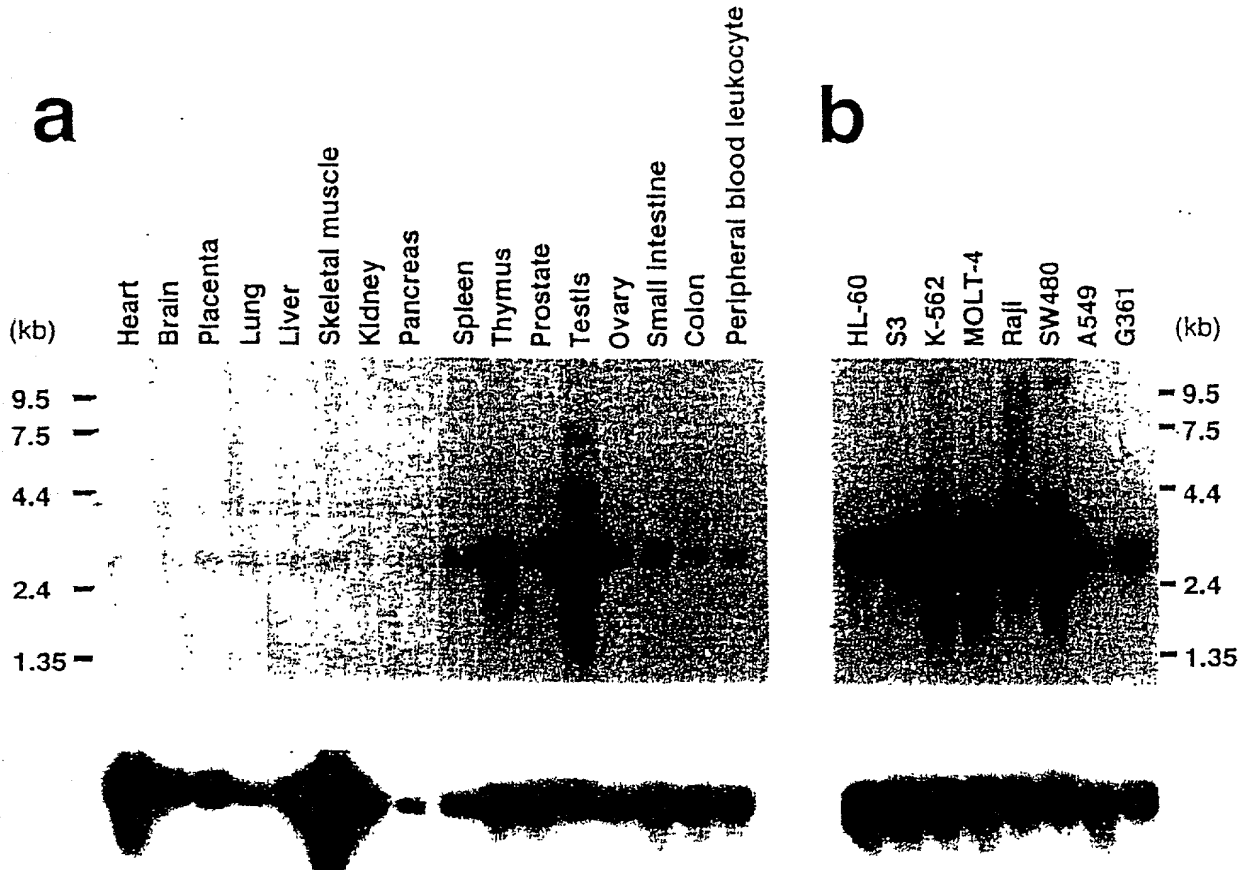 a
b
(kb)
Heart
Brain
Placenta
Lung
Liver
Skeletal muscle
Kidney
Pancreas
Spleen
Thymus
Prostate
Testis
Ovary
Small intestine
Colon
Peripheral blood leukocyte
HL-60
S3
K-562
MOLT-4
Raji
SW480
A549
G361
(kb)
9.5
7.5
4.4
2.4
1.35
9.5
7.5
4.4
2.4
1.35